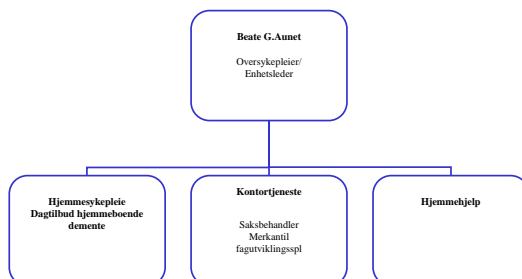 Beate G.Aunet
Oversykepleier/
Enhetsleder
Hjemmesykepleie
Dagtilbud hjemmeboende
demente
Kontortjeneste
Saksbehandler
Merkantil
fagutviklingsspl
Hjemmehjelp